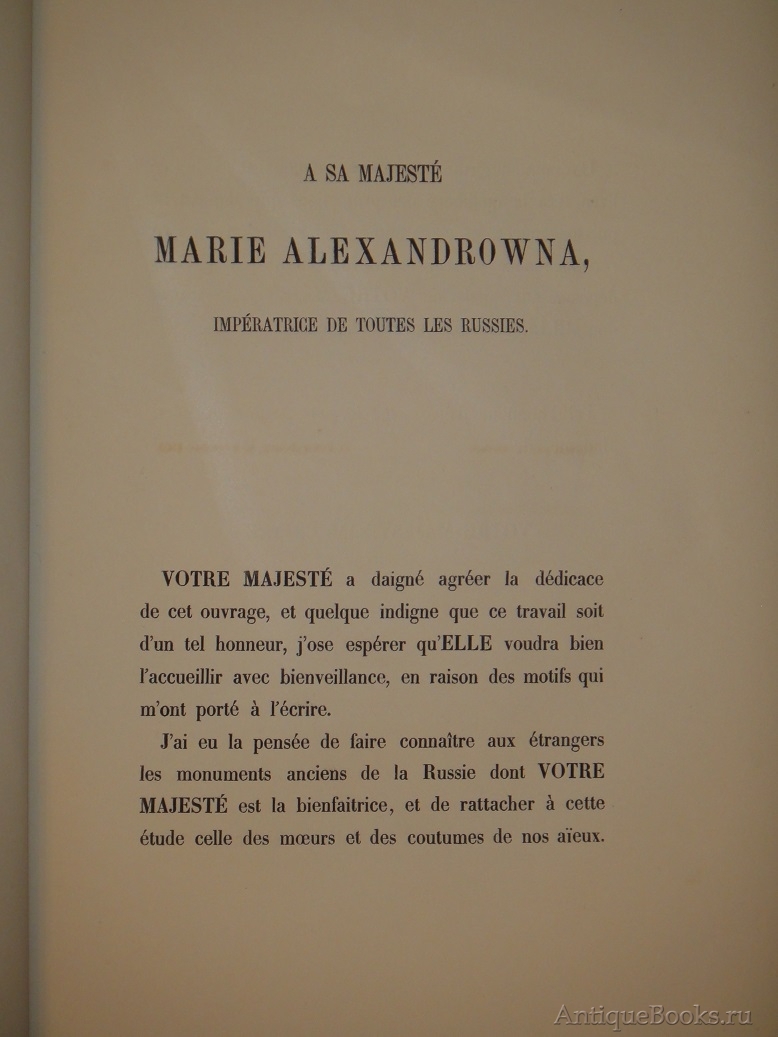 A SA MAJESTÉ
MARIE ALEXANDROWNA,
IMPÉRATRICE DE TOUTES LES RUSSIES.
VOTRE MAJESTÉ a daigné agréer la dédicace
de cet ouvrage, et quelque indigne que ce travail soit
d'un tel honneur, j'ose espérer qu'ELLE voudra bien
l'accueillir avec bienveillance, en raison des motifs qui
m'ont porté à l'écrire.
J'ai eu la pensée de faire connaître aux étrangers
les monuments anciens de la Russie dont VOTRE
MAJESTÉ est la bienfaitrice, et de rattacher à cette
étude celle des mœurs et des coutumes de nos aïeux.
AntiqueBooks.ru